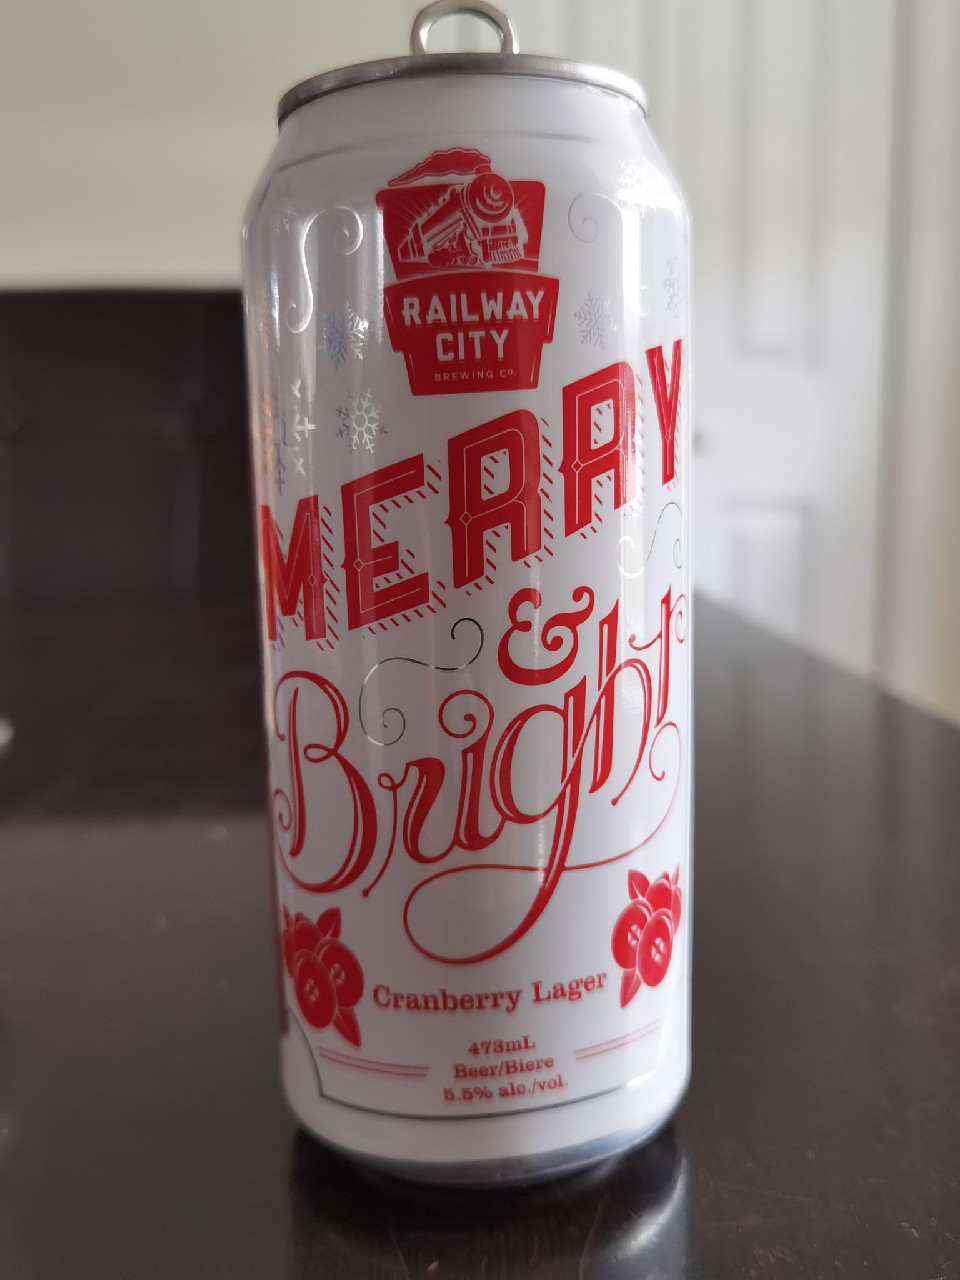 RAILWAY
CITY
BREWING CO.
MERRY
&
Bright
Cranberry Lager
473mL
Beer/Biere
5.5% alc./vol.